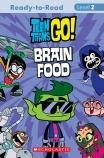 Ready-to-Read
Level 2
TEEN TITANS GO!
BRAIN
FOOD
SCHOLASTIC